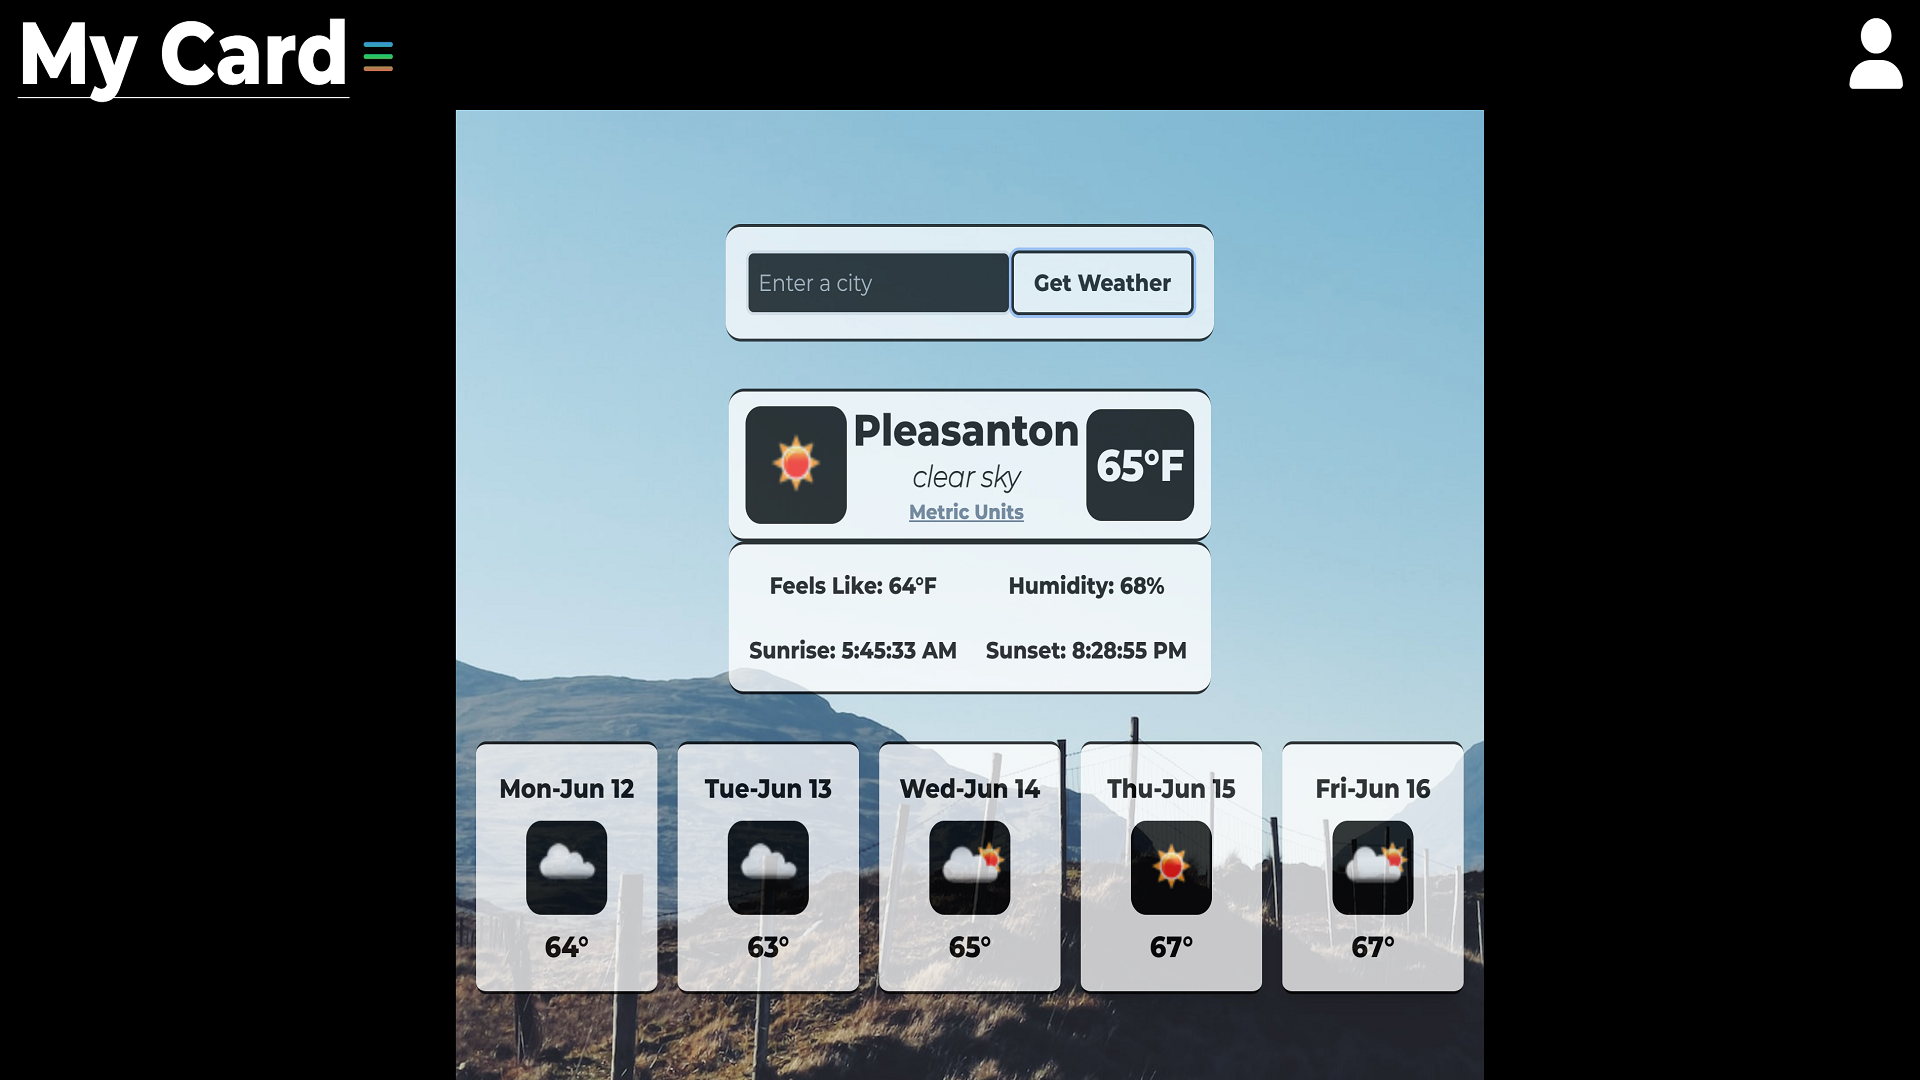 My Card
Enter a city
Get Weather
Pleasanton
clear sky
Metric Units
65°F
Feels Like: 64°F
Humidity: 68%
Sunrise: 5:45:33 AM
Sunset: 8:28:55 PM
Mon-Jun 12
Tue-Jun 13
Wed-Jun 14
Thu-Jun 15
Fri-Jun 16
64°
63°
65°
67°
67°